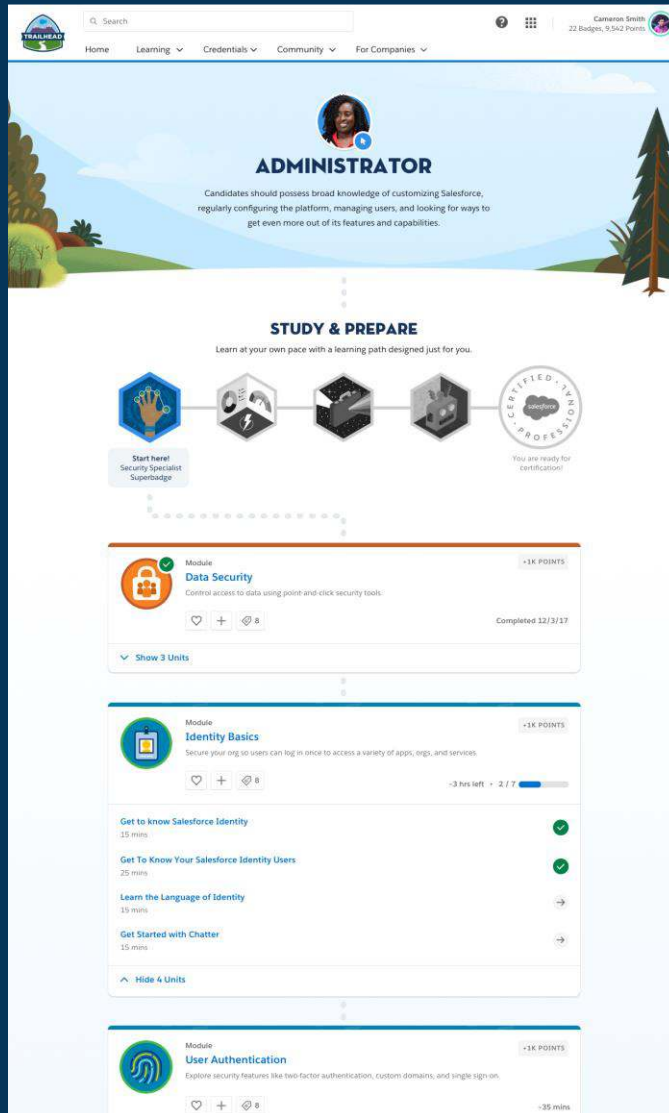 TRAILHEAD
Search
Cameron Smith
22 Badges, 9,542 Points
Home Learning Credentials Community For Companies
ADMINISTRATOR
Candidates should possess broad knowledge of customizing Salesforce,
regularly configuring the platform, managing users, and looking for ways to
get even more out of its features and capabilities.
STUDY & PREPARE
Learn at your own pace with a learning path designed just for you.
CERTIFIED
salesforce
PROFESSIONAL
Start here!
Security Specialist
Superbadge
You are ready for
certification!
Module
+1K POINTS
Data Security
Control access to data using point-and-click security tools.
8
Completed 12/3/17
Show 3 Units
Module
+1K POINTS
Identity Basics
Secure your org so users can log in once to access a variety of apps, orgs, and services.
8
~3 hrs left • 2 / 7
Get to know Salesforce Identity
15 mins
Get To Know Your Salesforce Identity Users
25 mins
Learn the Language of Identity
15 mins
Get Started with Chatter
15 mins
Hide 4 Units
Module
+1K POINTS
User Authentication
Explore security features like two-factor authentication, custom domains, and single sign-on.
8
~35 mins